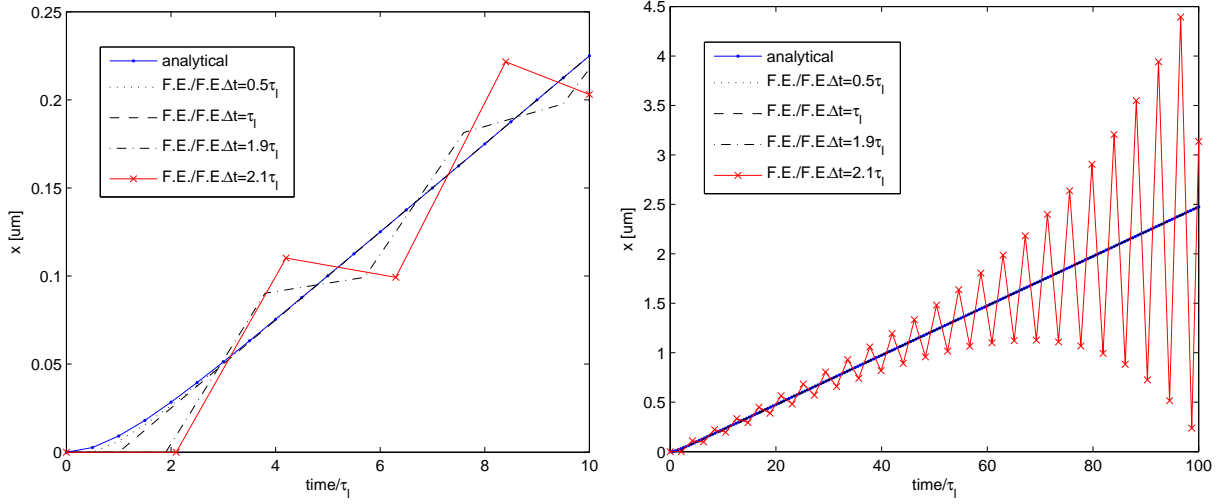 0.25
0.2
0.15
0.1
0.05
0
x [um]
0 2 4 6 8 10
time/τ_l
analytical
F.E./F.E.Δt=0.5τ_l
F.E./F.E.Δt=τ_l
F.E./F.E.Δt=1.9τ_l
F.E./F.E.Δt=2.1τ_l
4.5
4
3.5
3
2.5
2
1.5
1
0.5
0
x [um]
0 20 40 60 80 100
time/τ_l
analytical
F.E./F.E.Δt=0.5τ_l
F.E./F.E.Δt=τ_l
F.E./F.E.Δt=1.9τ_l
F.E./F.E.Δt=2.1τ_l